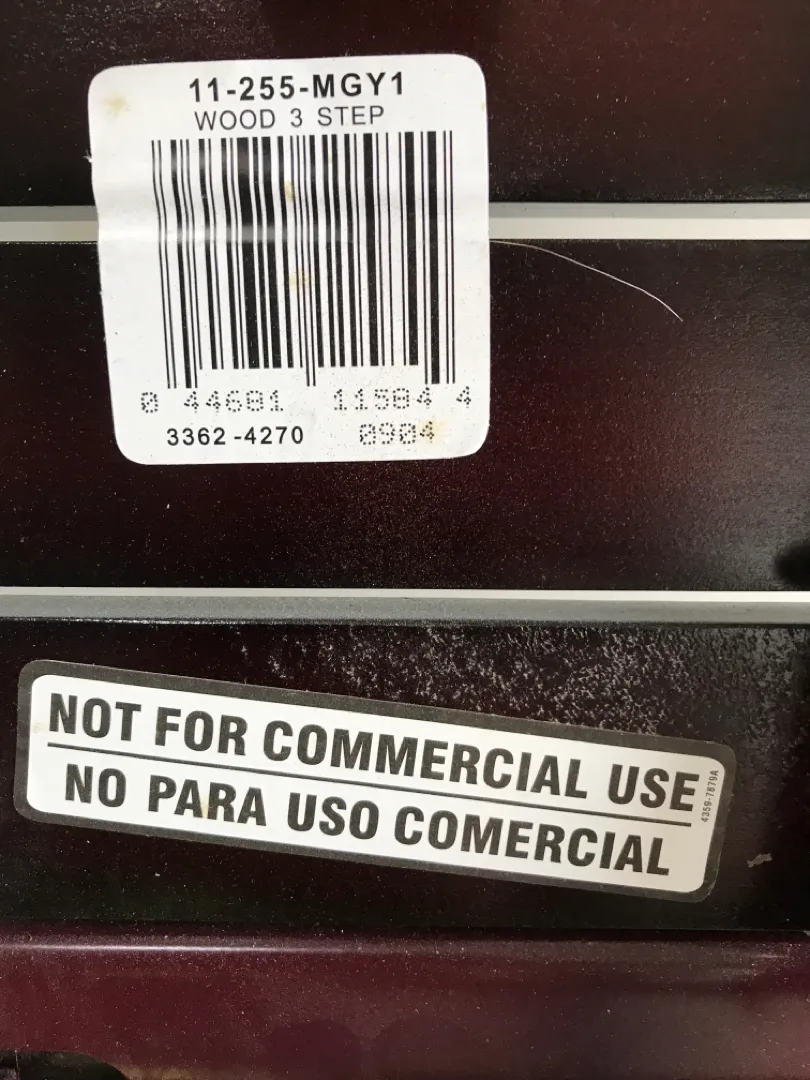 11-255-MGY1
WOOD 3 STEP
0 44681 11584 4
3362-4270 0904
NOT FOR COMMERCIAL USE
NO PARA USO COMERCIAL
4359-7879A